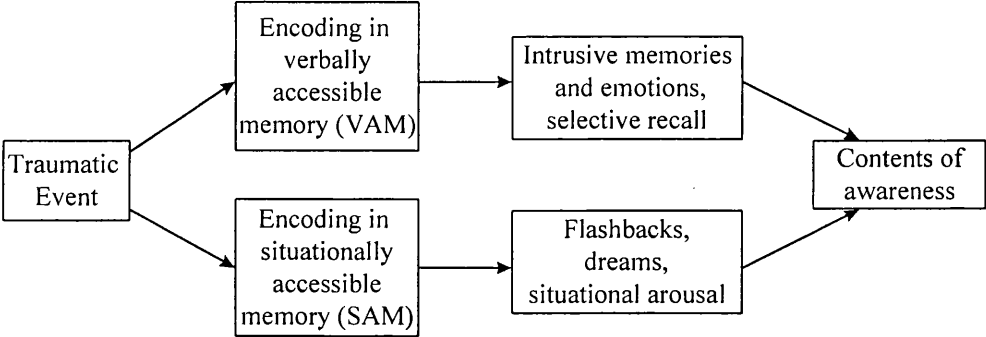 Traumatic
Event
Encoding in
verbally
accessible
memory (VAM)
Intrusive memories
and emotions,
selective recall
Encoding in
situationally
accessible
memory (SAM)
Flashbacks,
dreams,
situational arousal
Contents of
awareness